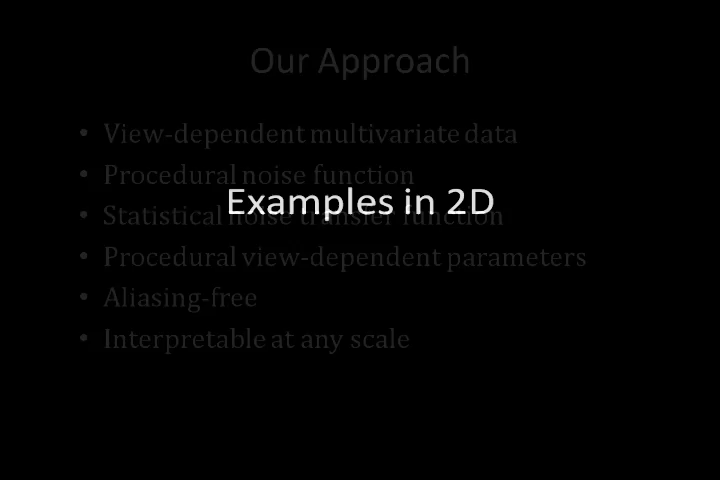 Our Approach
• View-dependent multivariate data
• Procedural noise function
Examples in 2D
• Statistical noise transfer function
• Procedural view-dependent parameters
• Aliasing-free
• Interpretable at any scale